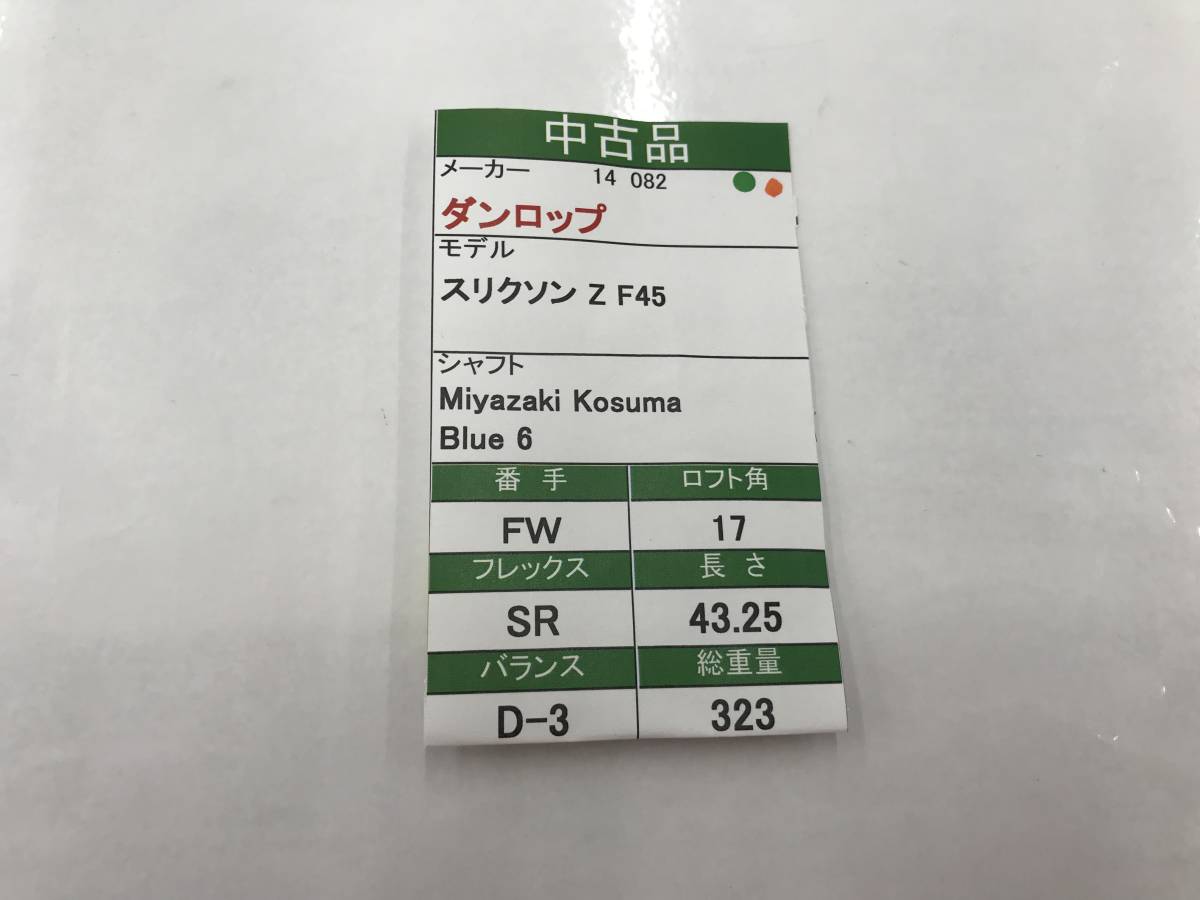 中古品
メーカー 14 082
ダンロップ
モデル
スリクソン Z F45
シャフト
Miyazaki Kosuma
Blue 6
番 手 ロフト角
FW 17
フレックス 長 さ
SR 43.25
バランス 総重量
D-3 323